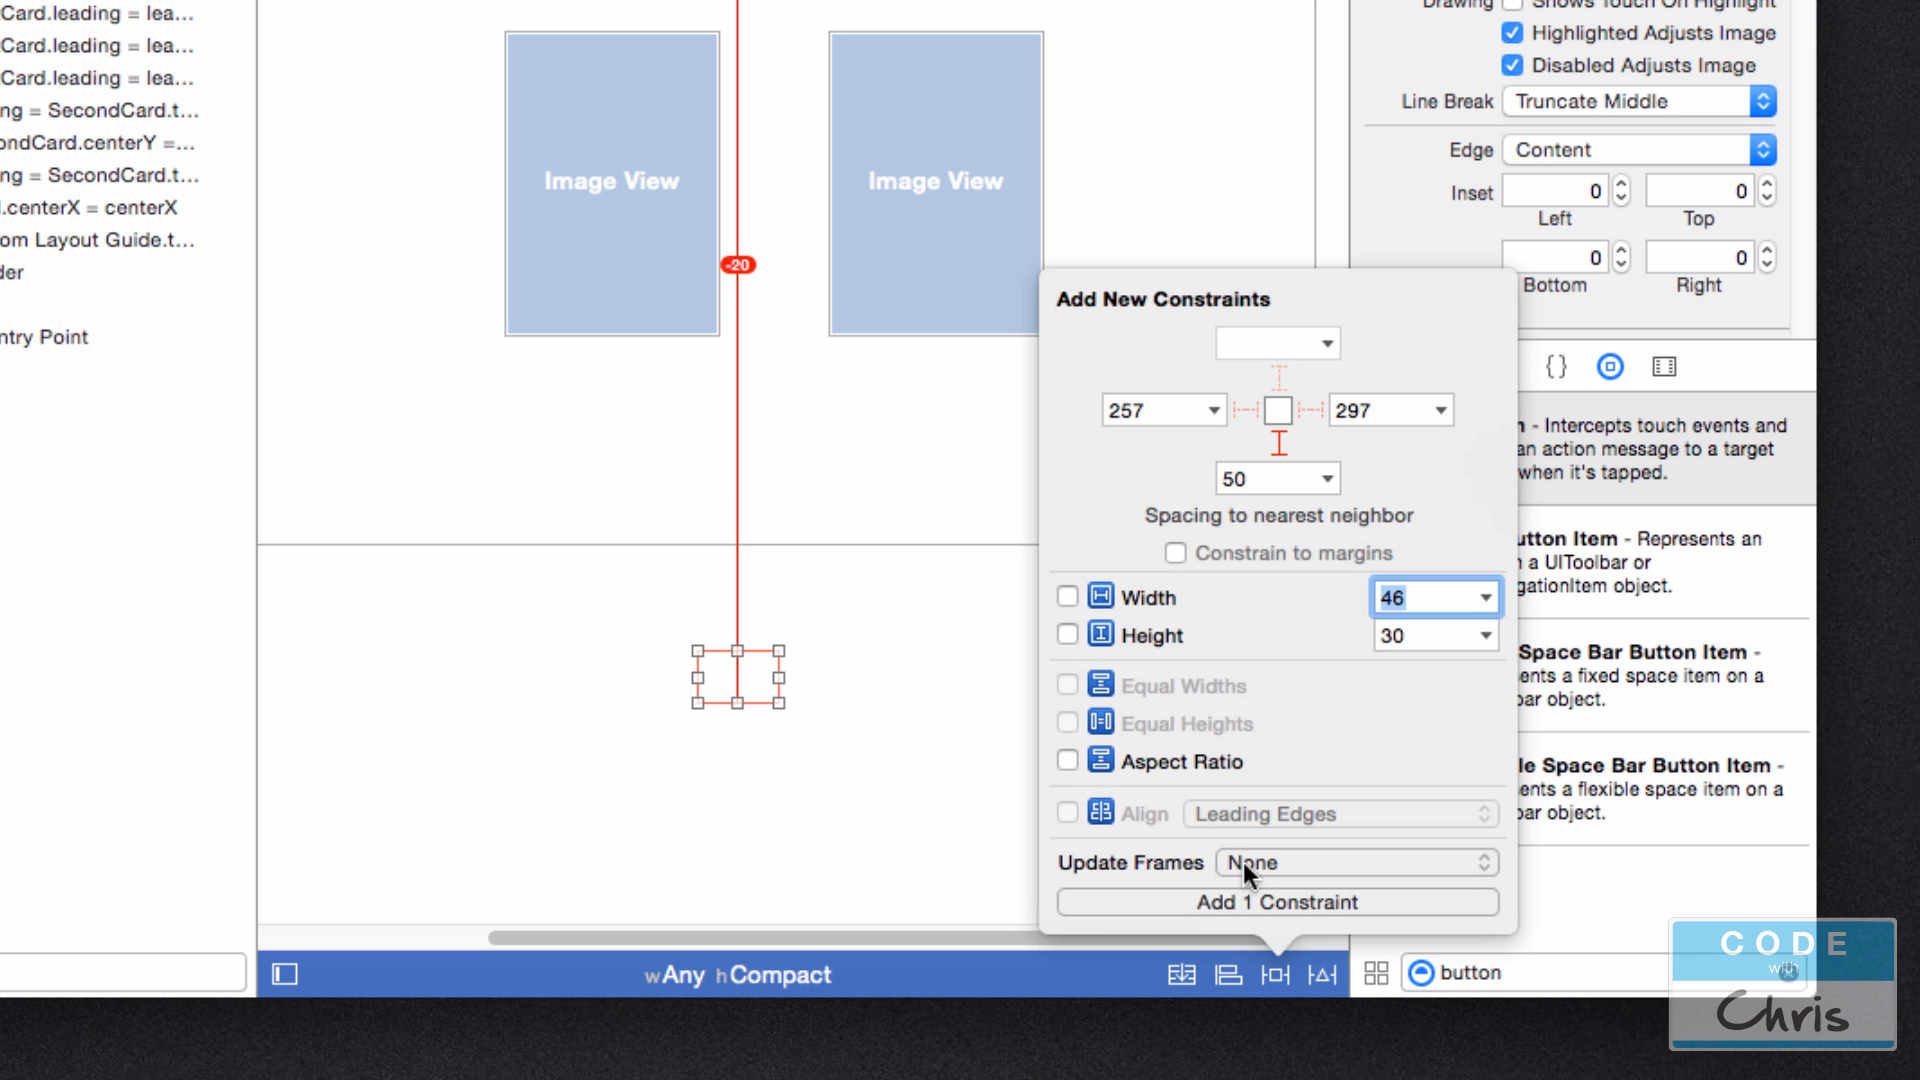 Card.leading = lea...
Card.leading = lea...
Card.leading = lea...
ng = SecondCard.t...
ondCard.centerY =...
ng = SecondCard.t...
.centerX = centerX
om Layout Guide.t...
der
ntry Point
Image View
Image View
-20
Drawing Shows Touch On Highlight
Highlighted Adjusts Image
Disabled Adjusts Image
Line Break Truncate Middle
Edge Content
Inset 0 0
Left Top
0 0
Bottom Right
Add New Constraints
257 297
50
Spacing to nearest neighbor
Constrain to margins
Width 46
Height 30
Equal Widths
Equal Heights
Aspect Ratio
Align Leading Edges
Update Frames None
Add 1 Constraint
{}
n - Intercepts touch events and
an action message to a target
when it's tapped.
utton Item - Represents an
n a UIToolbar or
gationItem object.
Space Bar Button Item -
ents a fixed space item on a
bar object.
le Space Bar Button Item -
ents a flexible space item on a
bar object.
wAny hCompact
button
CODE
with
Chris